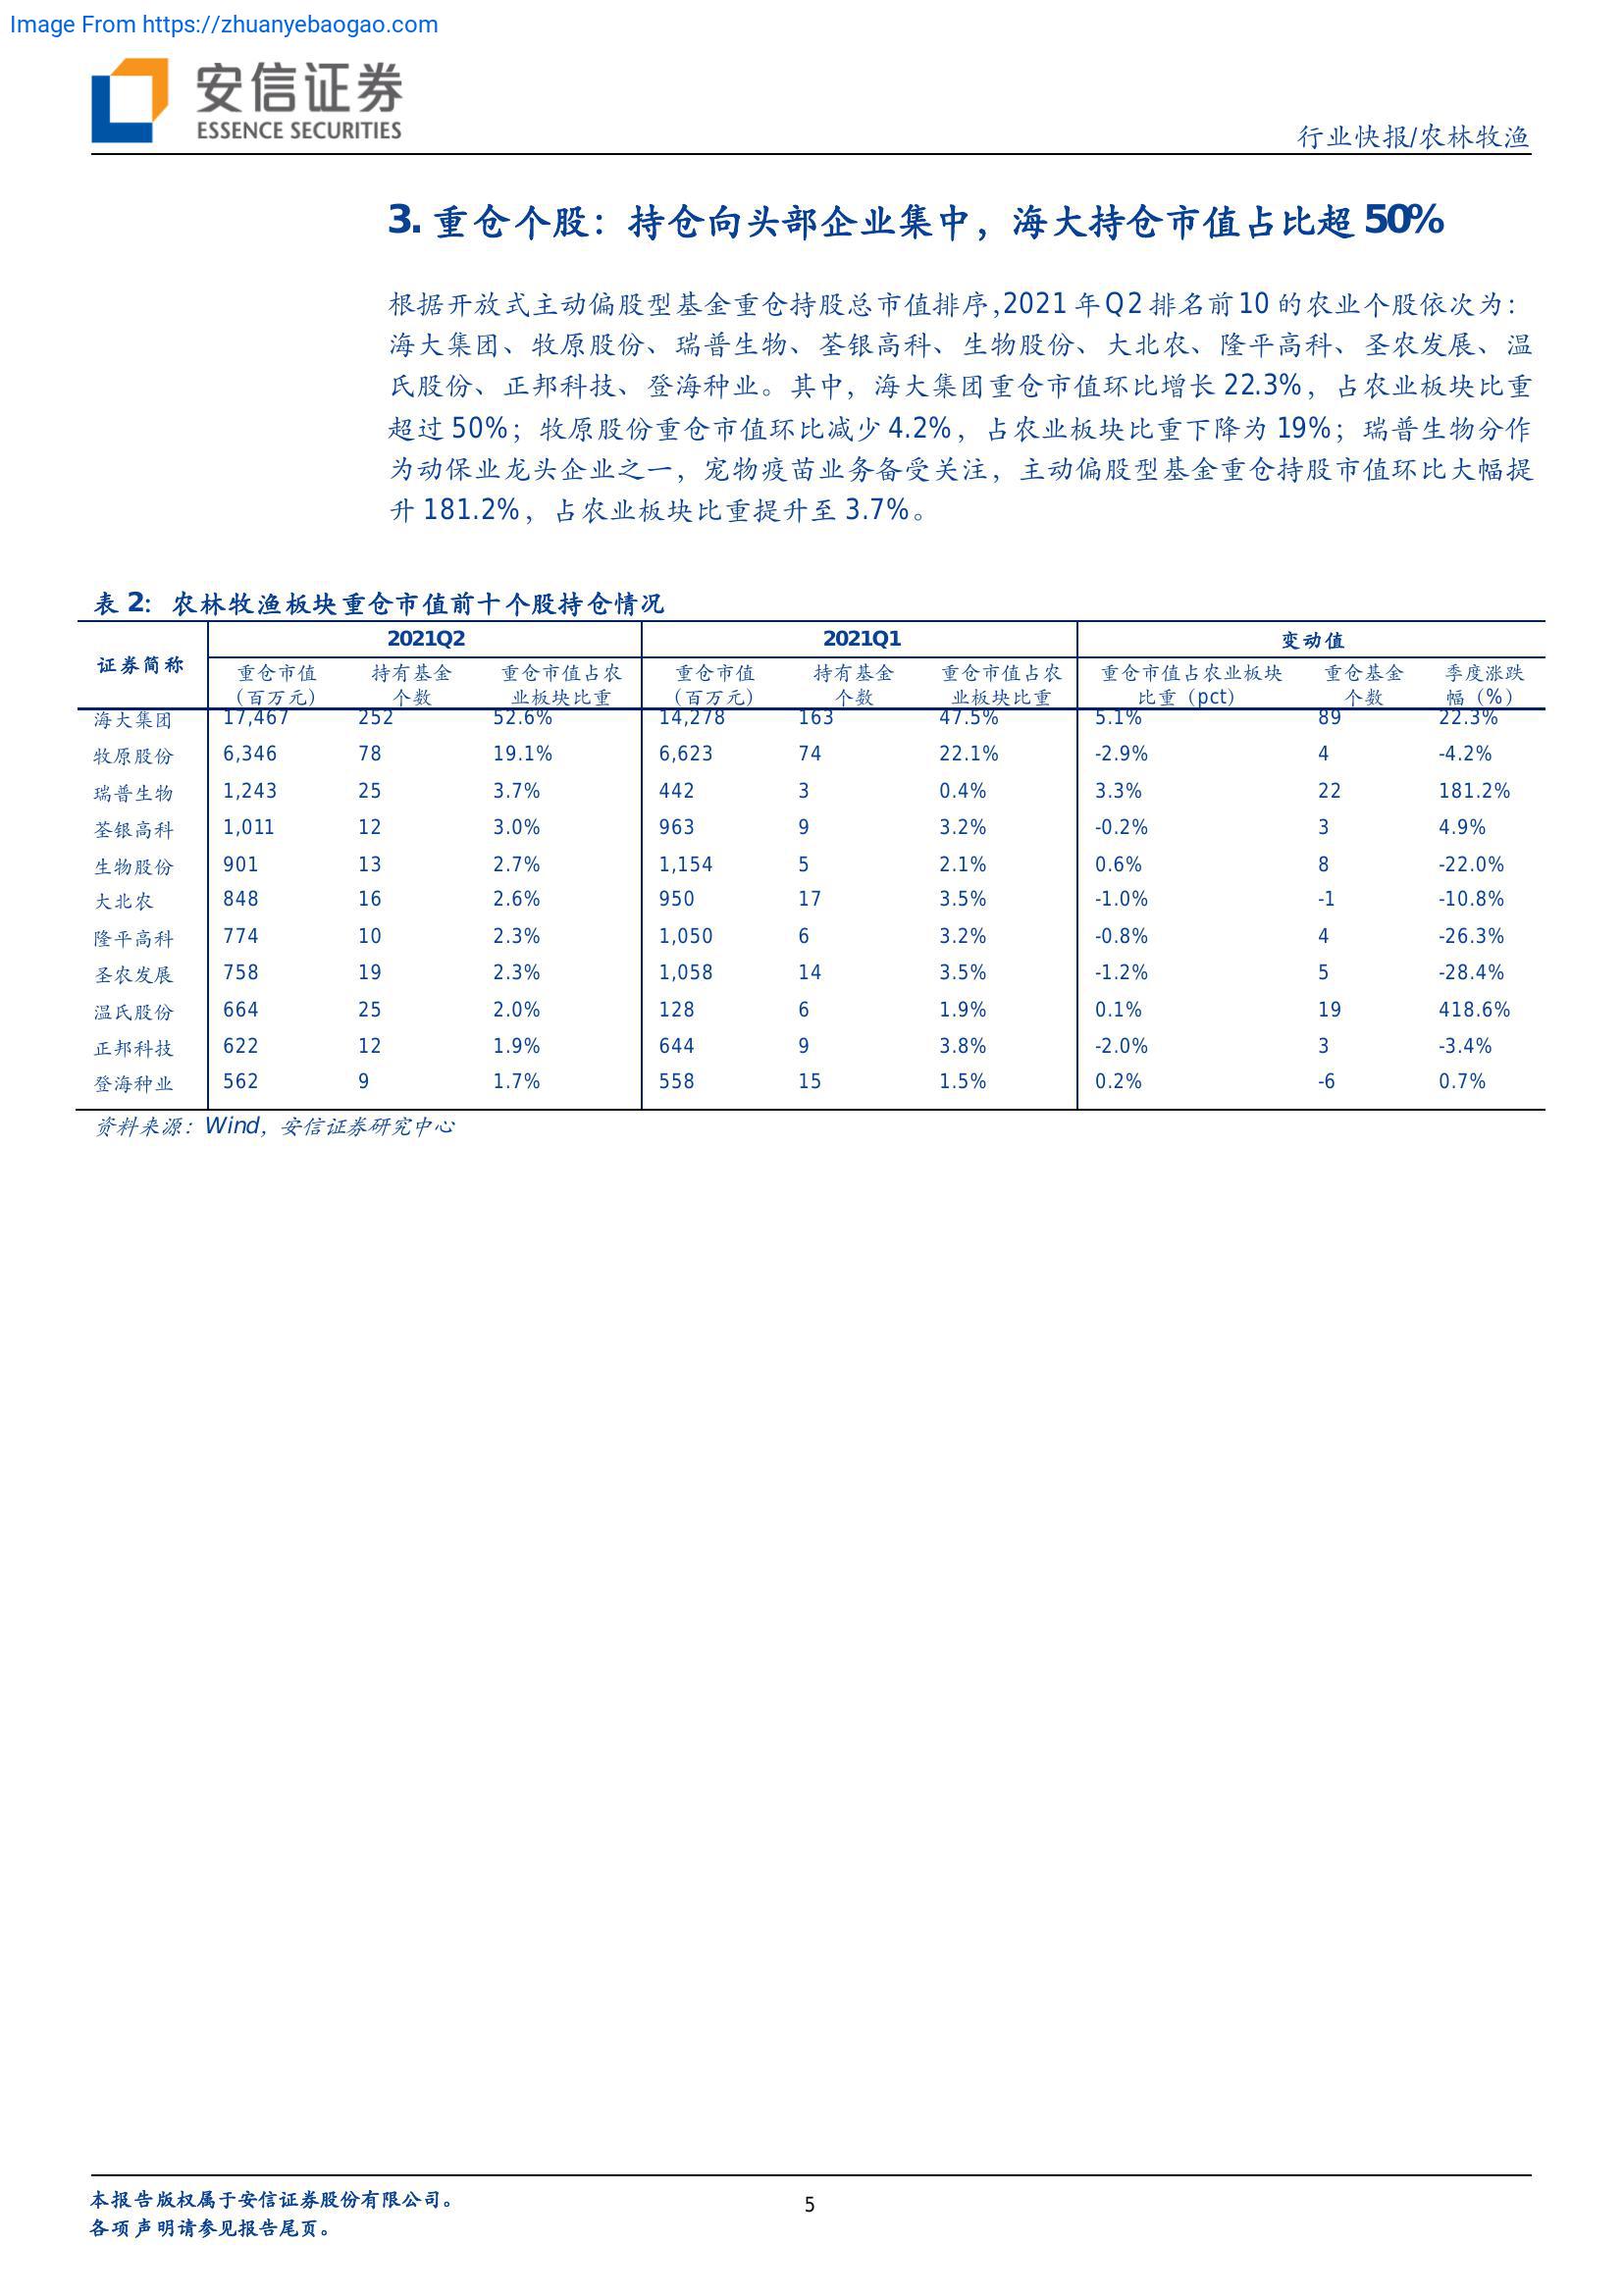 Image From https://zhuanyebaogao.com
安信证券
ESSENCE SECURITIES
行业快报/农林牧渔
3. 重仓个股：持仓向头部企业集中，海大持仓市值占比超 50%
根据开放式主动偏股型基金重仓持股总市值排序,2021 年 Q2 排名前 10 的农业个股依次为：
海大集团、牧原股份、瑞普生物、荃银高科、生物股份、大北农、隆平高科、圣农发展、温
氏股份、正邦科技、登海种业。其中，海大集团重仓市值环比增长 22.3%，占农业板块比重
超过 50%；牧原股份重仓市值环比减少 4.2%，占农业板块比重下降为 19%；瑞普生物分作
为动保业龙头企业之一，宠物疫苗业务备受关注，主动偏股型基金重仓持股市值环比大幅提
升 181.2%，占农业板块比重提升至 3.7%。
表 2：农林牧渔板块重仓市值前十个股持仓情况
证券简称 2021Q2 2021Q1 变动值
重仓市值 持有基金 重仓市值占农 重仓市值 持有基金 重仓市值占农 重仓市值占农业板块 重仓基金 季度涨跌
（百万元） 个数 业板块比重 （百万元） 个数 业板块比重 比重（pct） 个数 幅（%）
海大集团 17,467 252 52.6% 14,278 163 47.5% 5.1% 89 22.3%
牧原股份 6,346 78 19.1% 6,623 74 22.1% -2.9% 4 -4.2%
瑞普生物 1,243 25 3.7% 442 3 0.4% 3.3% 22 181.2%
荃银高科 1,011 12 3.0% 963 9 3.2% -0.2% 3 4.9%
生物股份 901 13 2.7% 1,154 5 2.1% 0.6% 8 -22.0%
大北农 848 16 2.6% 950 17 3.5% -1.0% -1 -10.8%
隆平高科 774 10 2.3% 1,050 6 3.2% -0.8% 4 -26.3%
圣农发展 758 19 2.3% 1,058 14 3.5% -1.2% 5 -28.4%
温氏股份 664 25 2.0% 128 6 1.9% 0.1% 19 418.6%
正邦科技 622 12 1.9% 644 9 3.8% -2.0% 3 -3.4%
登海种业 562 9 1.7% 558 15 1.5% 0.2% -6 0.7%
资料来源：Wind，安信证券研究中心
本报告版权属于安信证券股份有限公司。
各项声明请参见报告尾页。
5